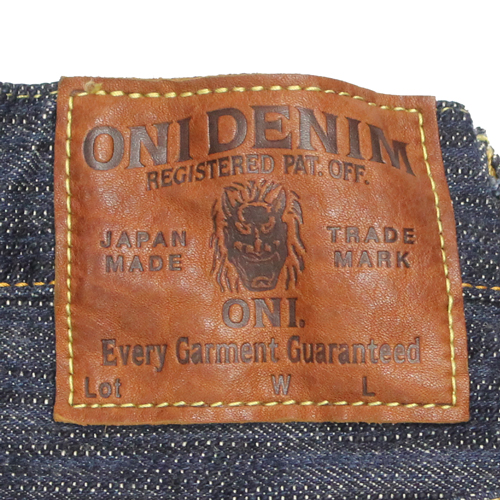 ONI DENIM
REGISTERED PAT. OFF.
JAPAN MADE
TRADE MARK
ONI.
Every Garment Guaranteed
Lot W L